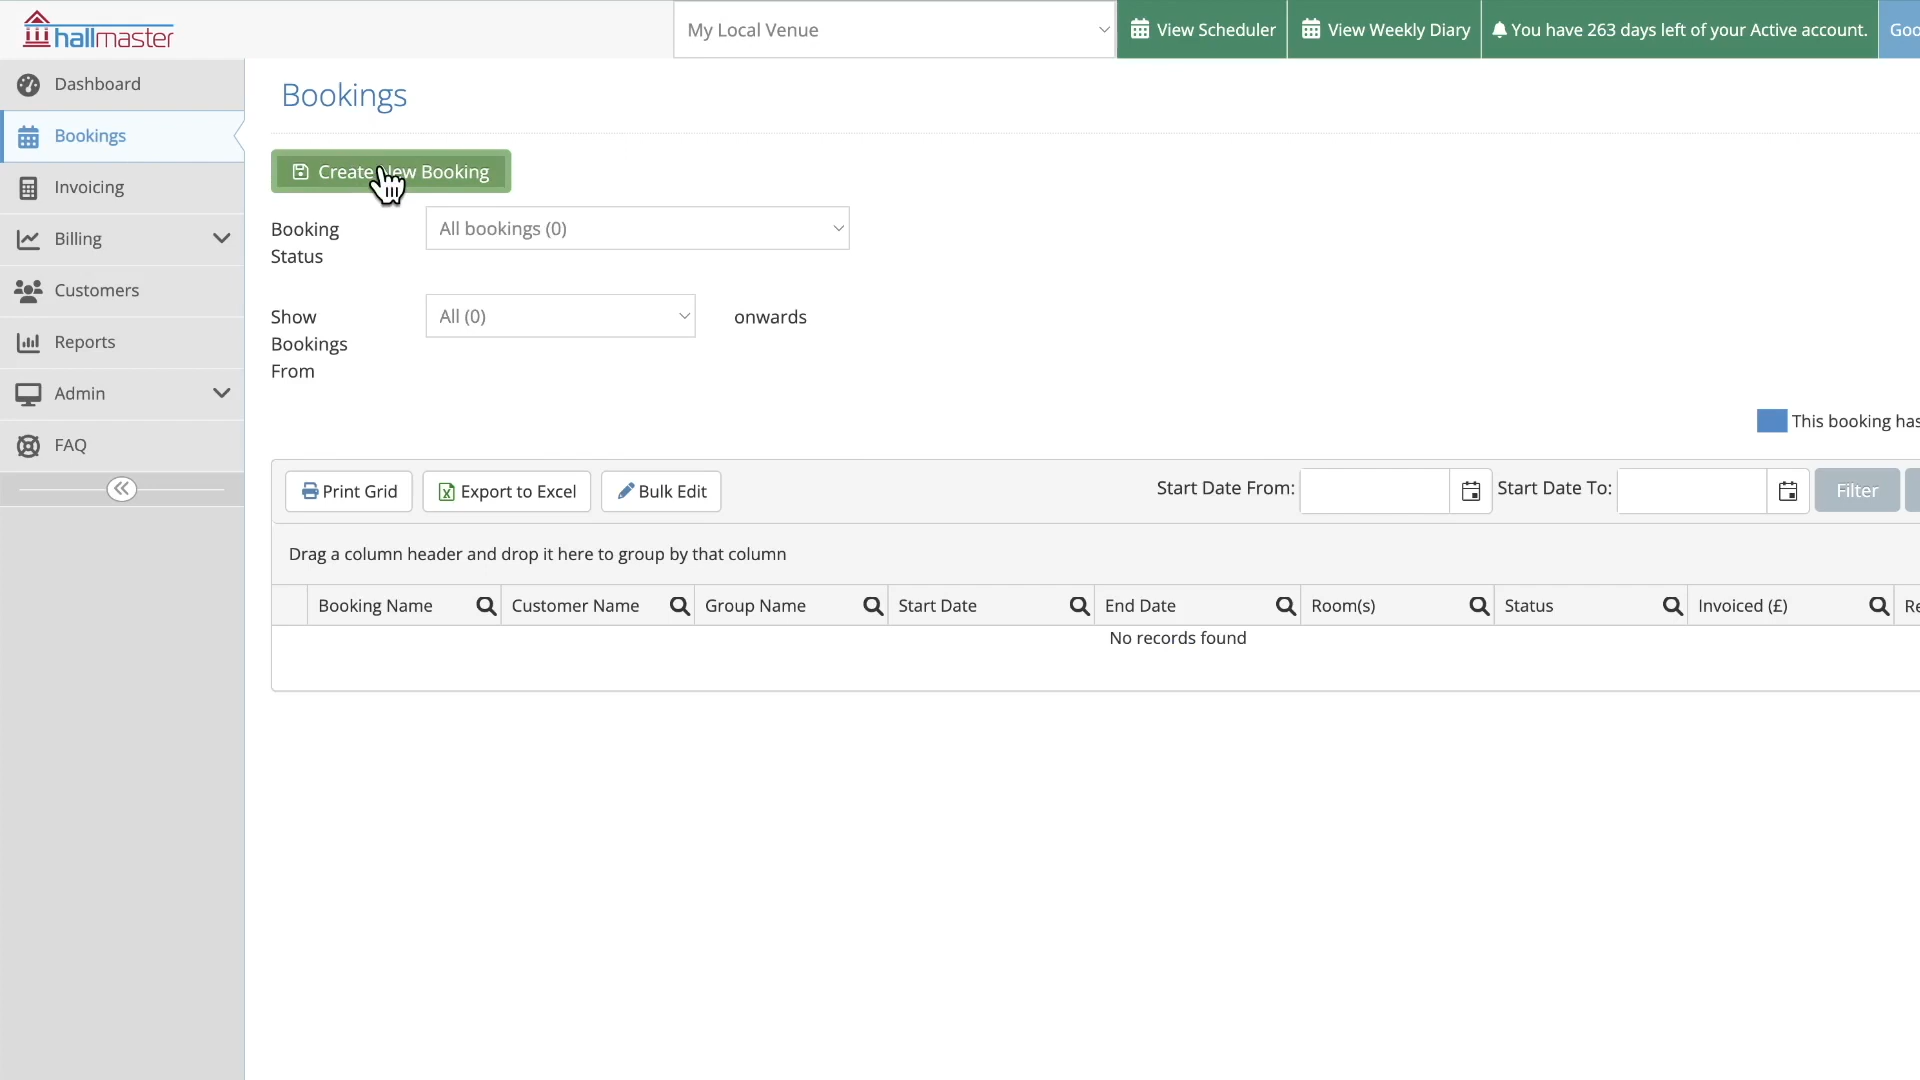 hallmaster
My Local Venue
View Scheduler
View Weekly Diary
You have 263 days left of your Active account.
Dashboard
Bookings
Invoicing
Billing
Customers
Reports
Admin
FAQ
Bookings
Create New Booking
Booking
Status
All bookings (0)
Show
Bookings
From
All (0)
onwards
This booking has
Print Grid
Export to Excel
Bulk Edit
Start Date From:
Start Date To:
Filter
Drag a column header and drop it here to group by that column
Booking Name
Customer Name
Group Name
Start Date
End Date
Room(s)
Status
Invoiced (£)
No records found